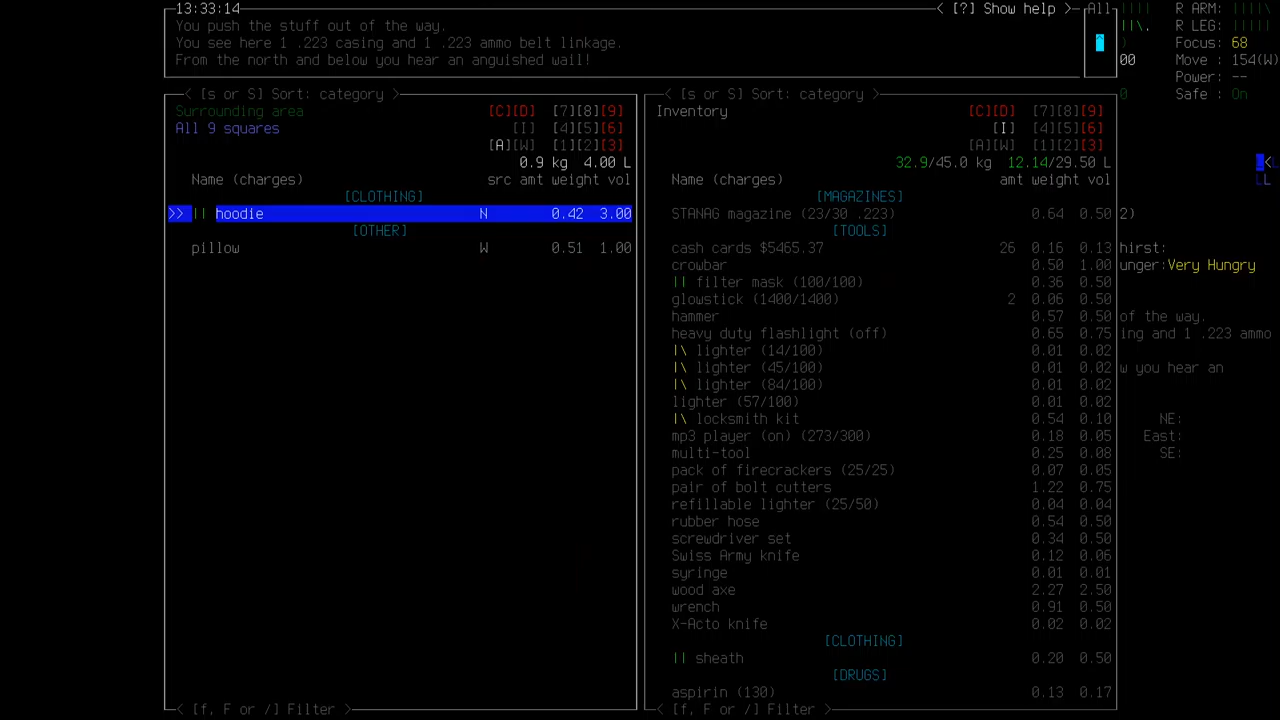 13:33:14 < [?] Show help > All R ARM:
You push the stuff out of the way. R LEG:
You see here 1 .223 casing and 1 .223 ammo belt linkage. Focus: 68
From the north and below you hear an anguished wail! 00 Move : 154(W)
Power: --
< [s or S] Sort: category > < [s or S] Sort: category > 0 Safe : On
Surrounding area [C][D] [7][8][9] Inventory [C][D] [7][8][9]
All 9 squares [I] [4][5][6] [I] [4][5][6]
[A][W] [1][2][3] [A][W] [1][2][3]
0.9 kg 4.00 L 32.9/45.0 kg 12.14/29.50 L
Name (charges) src amt weight vol Name (charges) amt weight vol
[CLOTHING] [MAGAZINES]
>> || hoodie N 0.42 3.00 STANAG magazine (23/30 .223) 0.64 0.50 2)
[OTHER] [TOOLS]
pillow W 0.51 1.00 cash cards $5465.37 26 0.16 0.13 hirst:
crowbar 0.50 1.00 unger:Very Hungry
|| filter mask (100/100) 0.36 0.50
glowstick (1400/1400) 2 0.06 0.50
hammer 0.57 0.50 of the way.
heavy duty flashlight (off) 0.65 0.75 ing and 1 .223 ammo
|\ lighter (14/100) 0.01 0.02
|\ lighter (45/100) 0.01 0.02 w you hear an
|\ lighter (84/100) 0.01 0.02
lighter (57/100) 0.01 0.02
|\ locksmith kit 0.54 0.10 NE:
mp3 player (on) (273/300) 0.18 0.05 East:
multi-tool 0.25 0.08 SE:
pack of firecrackers (25/25) 0.07 0.05
pair of bolt cutters 1.22 0.75
refillable lighter (25/50) 0.04 0.04
rubber hose 0.54 0.50
screwdriver set 0.34 0.50
Swiss Army knife 0.12 0.06
syringe 0.01 0.01
wood axe 2.27 2.50
wrench 0.91 0.50
X-Acto knife 0.02 0.02
[CLOTHING]
|| sheath 0.20 0.50
[DRUGS]
aspirin (130) 0.13 0.17
< [f, F or /] Filter > < [f, F or /] Filter >